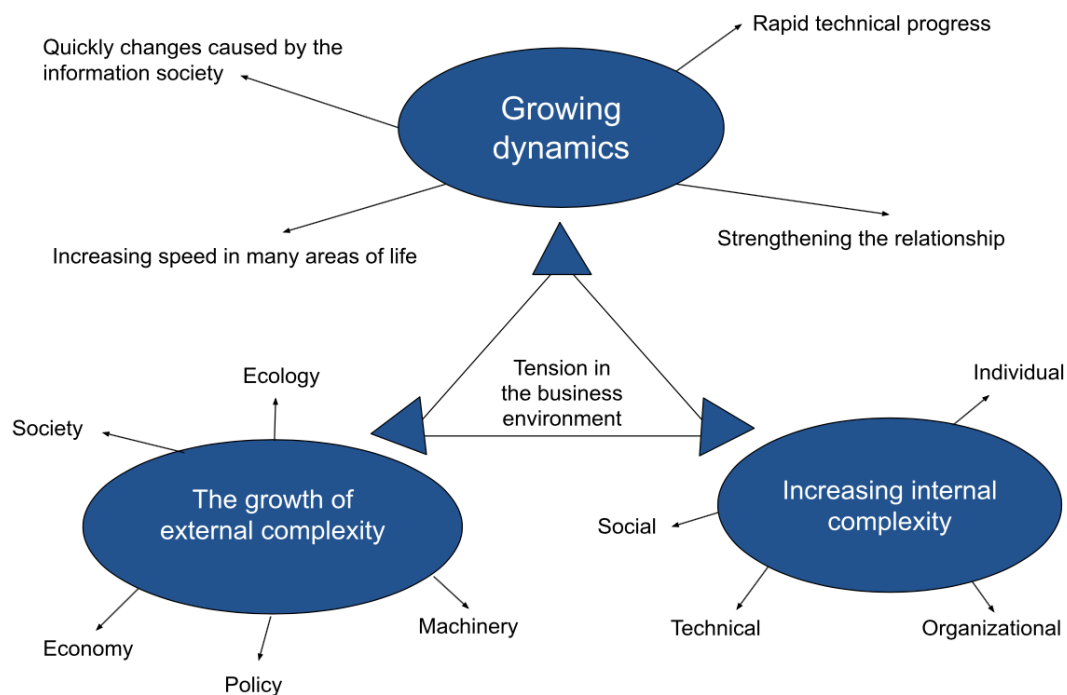 Rapid technical progress
Quickly changes caused by the
information society
Growing
dynamics
Increasing speed in many areas of life
Strengthening the relationship
Tension in
the business
environment
Ecology
Society
The growth of
external complexity
Economy
Policy
Machinery
Individual
Increasing internal
complexity
Social
Technical
Organizational